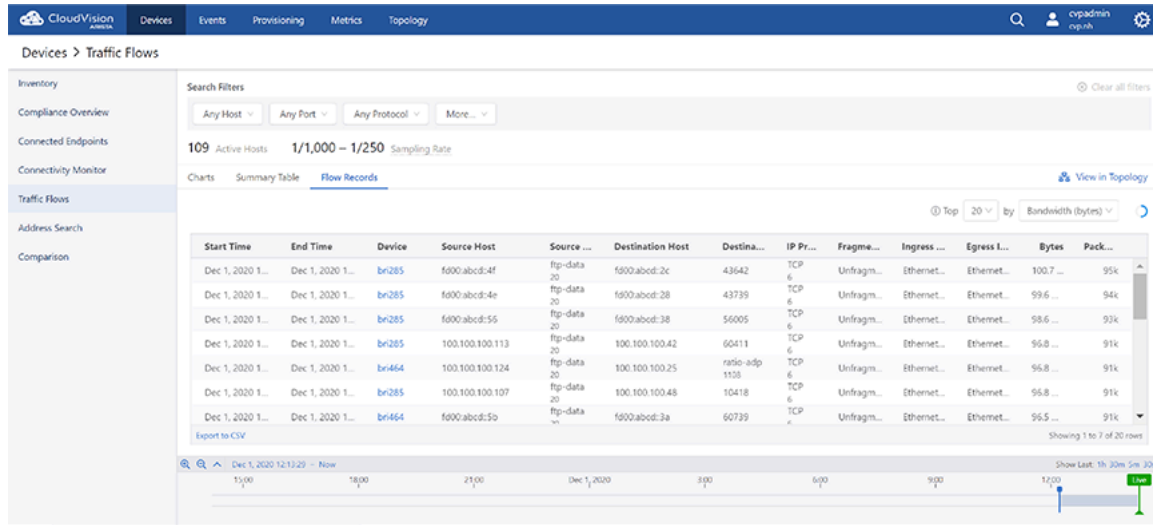 CloudVision
ARISTA
Devices Events Provisioning Metrics Topology
cvpadmin
cvp.nh
Devices > Traffic Flows
Inventory
Compliance Overview
Connected Endpoints
Connectivity Monitor
Traffic Flows
Address Search
Comparison
Search Filters
Clear all filters
Any Host Any Port Any Protocol More...
109 Active Hosts 1/1,000 – 1/250 Sampling Rate
Charts Summary Table Flow Records
View in Topology
Top 20 by Bandwidth (bytes)
Start Time End Time Device Source Host Source ... Destination Host Destina... IP Pr... Fragme... Ingress ... Egress I... Bytes Pack...
Dec 1, 2020 1... Dec 1, 2020 1... bri285 fd00:abcd::4f ftp-data 20 fd00:abcd::2c 43642 TCP 6 Unfragm... Ethernet... Ethernet... 100.7 ... 95k
Dec 1, 2020 1... Dec 1, 2020 1... bri285 fd00:abcd::4e ftp-data 20 fd00:abcd::28 43739 TCP 6 Unfragm... Ethernet... Ethernet... 99.6 ... 94k
Dec 1, 2020 1... Dec 1, 2020 1... bri285 fd00:abcd::55 ftp-data 20 fd00:abcd::38 56005 TCP 6 Unfragm... Ethernet... Ethernet... 98.6 ... 93k
Dec 1, 2020 1... Dec 1, 2020 1... bri285 100.100.100.113 ftp-data 20 100.100.100.42 60411 TCP 6 Unfragm... Ethernet... Ethernet... 96.8 ... 91k
Dec 1, 2020 1... Dec 1, 2020 1... bri464 100.100.100.124 ftp-data 20 100.100.100.25 ratio-adp 1108 TCP 6 Unfragm... Ethernet... Ethernet... 96.8 ... 91k
Dec 1, 2020 1... Dec 1, 2020 1... bri285 100.100.100.107 ftp-data 20 100.100.100.48 10418 TCP 6 Unfragm... Ethernet... Ethernet... 96.8 ... 91k
Dec 1, 2020 1... Dec 1, 2020 1... bri464 fd00:abcd::5b ftp-data fd00:abcd::3a 60739 TCP Unfragm... Ethernet... Ethernet... 96.5 ... 91k
Export to CSV
Showing 1 to 7 of 20 rows
Dec 1, 2020 12:13:29 - Now
Show Last: 1h 30m 5m 30
15:00 18:00 21:00 Dec 1, 2020 3:00 6:00 9:00 12:00 Live